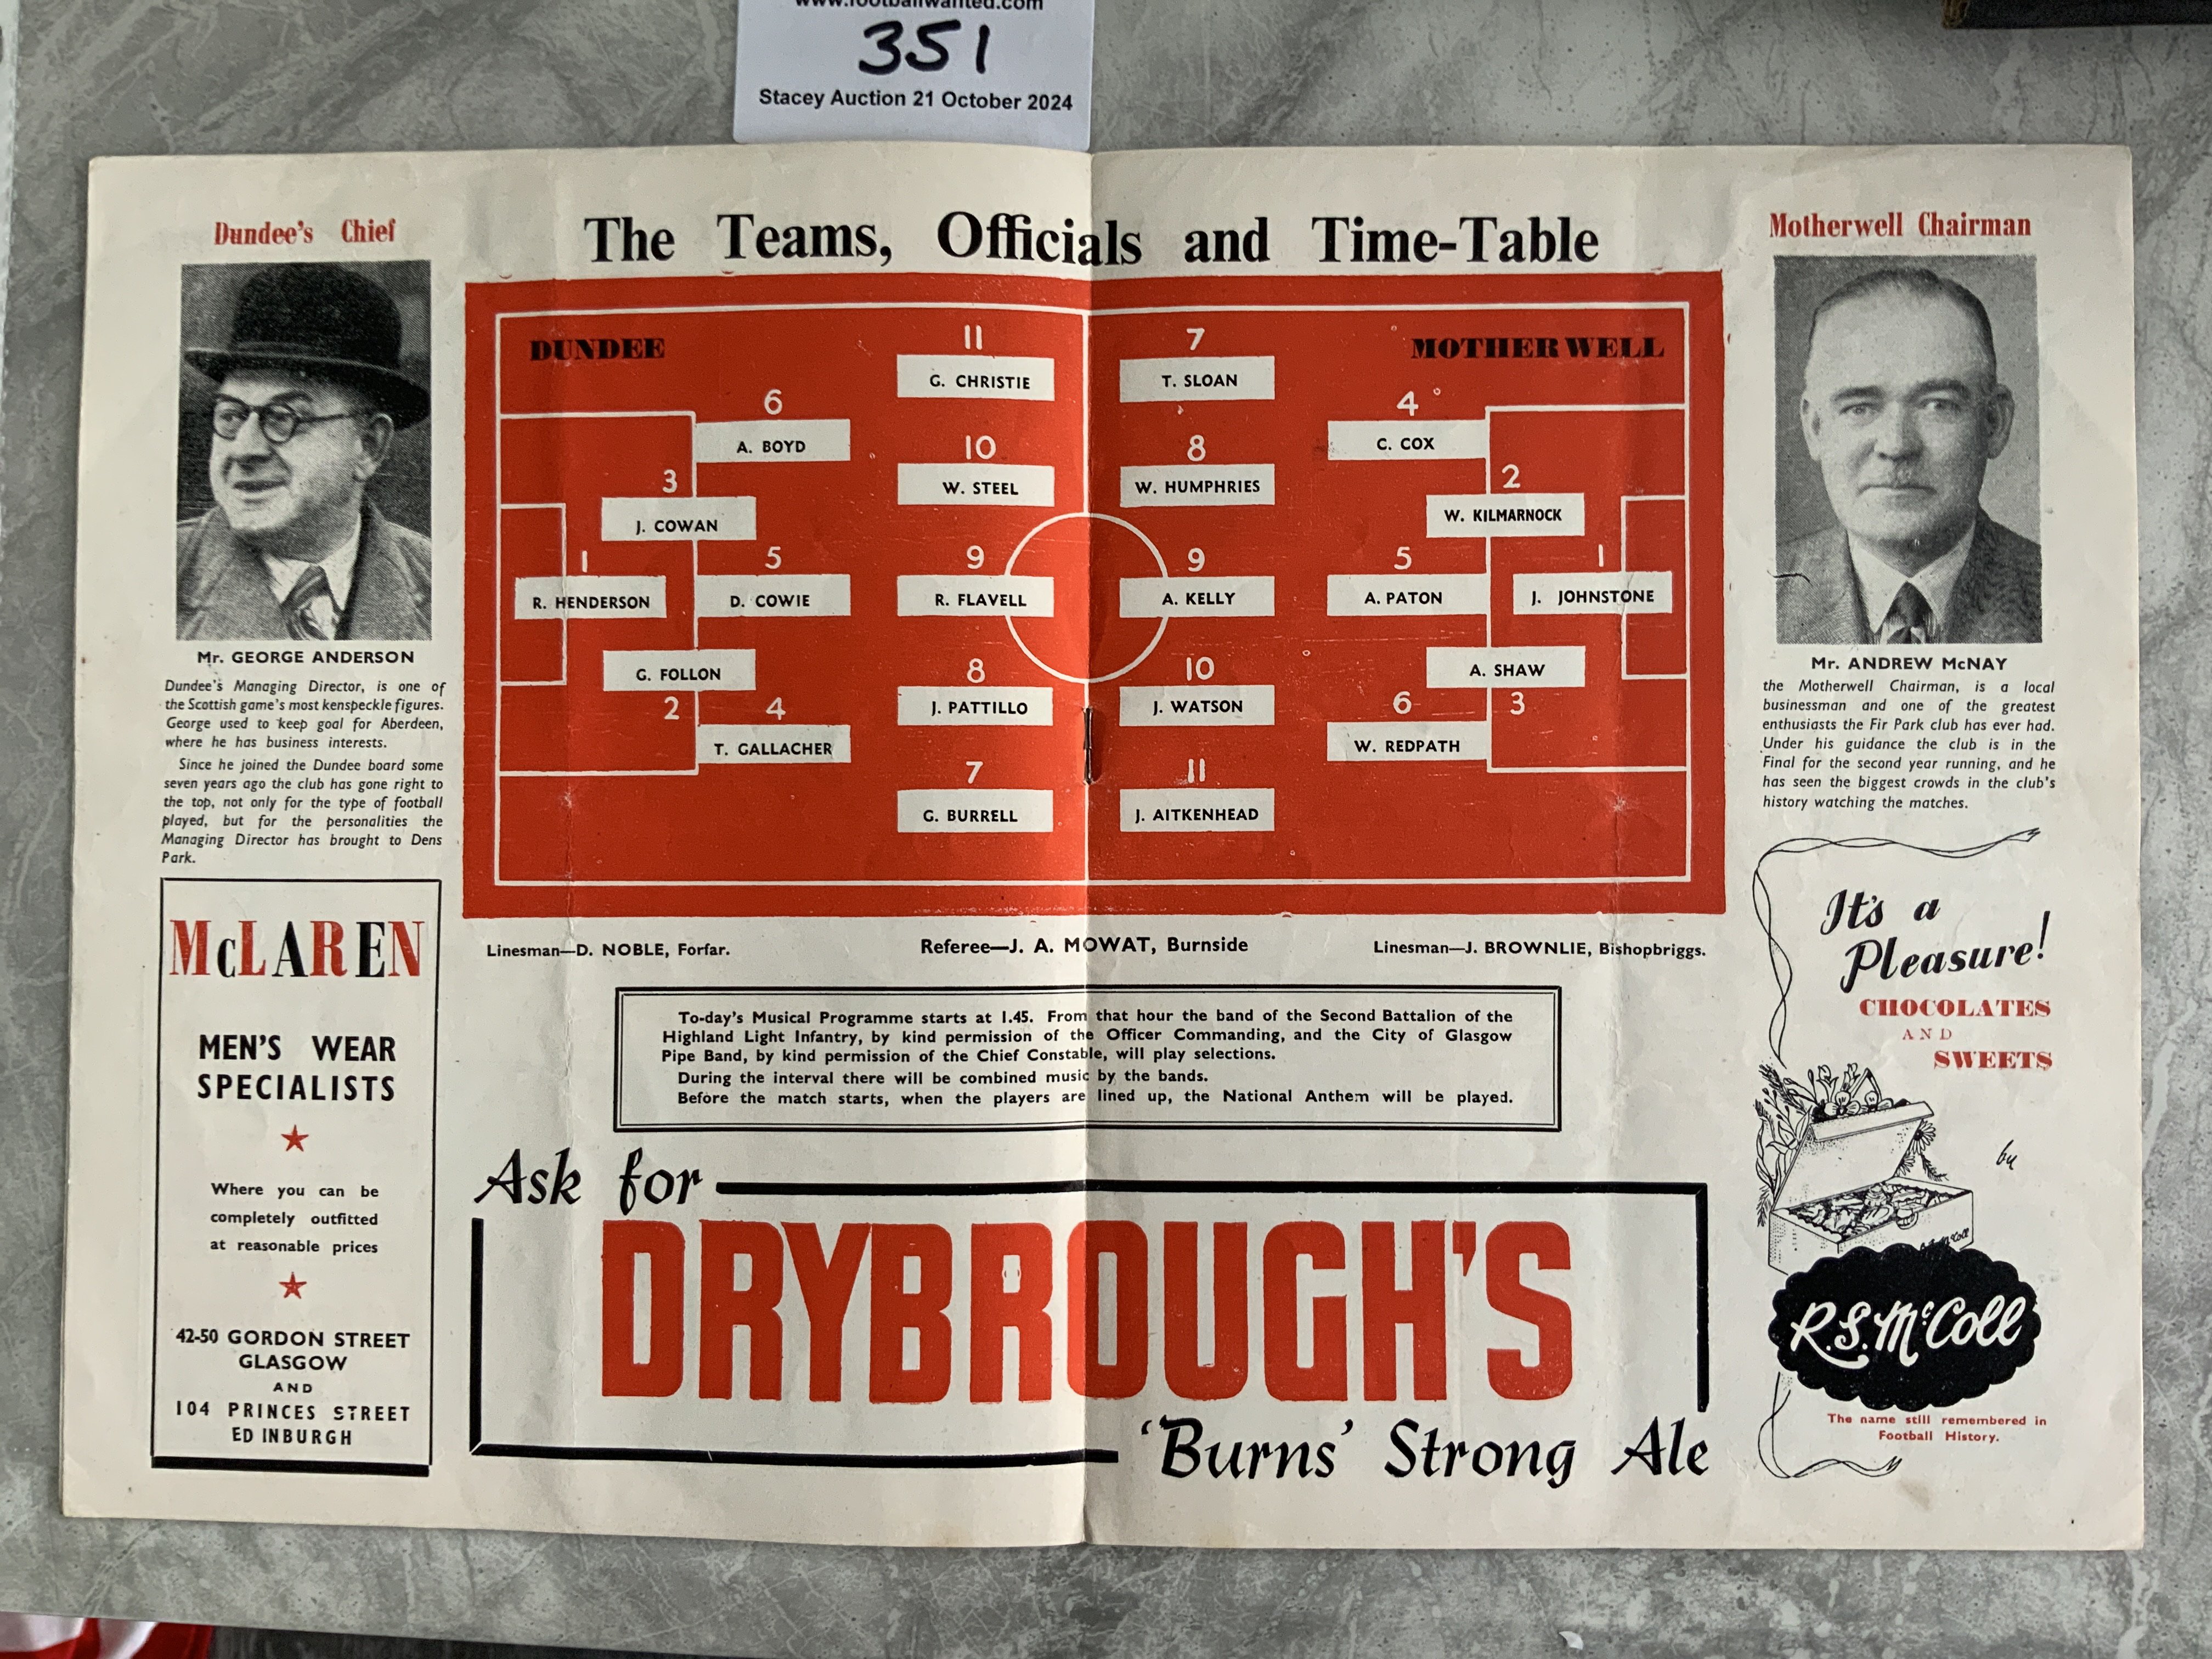 www.footballwanted.com
351
Stacey Auction 21 October 2024
The Teams, Officials and Time-Table
Dundee's Chief
Mr. GEORGE ANDERSON
Dundee's Managing Director, is one of
the Scottish game's most kenspeckle figures.
George used to keep goal for Aberdeen,
where he has business interests.
Since he joined the Dundee board some
seven years ago the club has gone right to
the top, not only for the type of football
played, but for the personalities the
Managing Director has brought to Dens
Park.
McLAREN
MEN'S WEAR
SPECIALISTS
Where you can be
completely outfitted
at reasonable prices
42-50 GORDON STREET
GLASGOW
AND
104 PRINCES STREET
EDINBURGH
DUNDEE
MOTHERWELL
11
G. CHRISTIE
7
T. SLOAN
6
A. BOYD
4
C. COX
10
W. STEEL
8
W. HUMPHRIES
3
J. COWAN
2
W. KILMARNOCK
1
R. HENDERSON
5
D. COWIE
9
R. FLAVELL
9
A. KELLY
5
A. PATON
1
J. JOHNSTONE
G. FOLLON
2
A. SHAW
3
8
J. PATTILLO
10
J. WATSON
4
T. GALLACHER
6
W. REDPATH
7
G. BURRELL
11
J. AITKENHEAD
Linesman—D. NOBLE, Forfar.
Referee—J. A. MOWAT, Burnside
Linesman—J. BROWNLIE, Bishopbriggs.
To-day's Musical Programme starts at 1.45. From that hour the band of the Second Battalion of the
Highland Light Infantry, by kind permission of the Officer Commanding, and the City of Glasgow
Pipe Band, by kind permission of the Chief Constable, will play selections.
During the interval there will be combined music by the bands.
Before the match starts, when the players are lined up, the National Anthem will be played.
Ask for
DRYBROUGH'S
'Burns' Strong Ale
Motherwell Chairman
Mr. ANDREW McNAY
the Motherwell Chairman, is a local
businessman and one of the greatest
enthusiasts the Fir Park club has ever had.
Under his guidance the club is in the
Final for the second year running, and he
has seen the biggest crowds in the club's
history watching the matches.
It's a
Pleasure!
CHOCOLATES
AND
SWEETS
by
R.S. McColl
The name still remembered in
Football History.